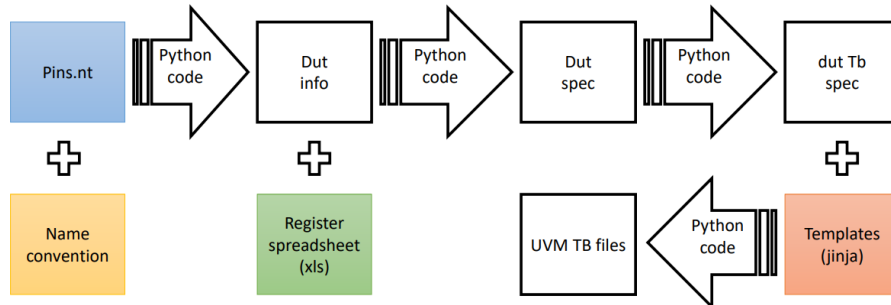 Pins.nt
Python
code
Dut
info
Python
code
Dut
spec
Python
code
dut Tb
spec
Name
convention
Register
spreadsheet
(xls)
UVM TB files
Python
code
Templates
(jinja)